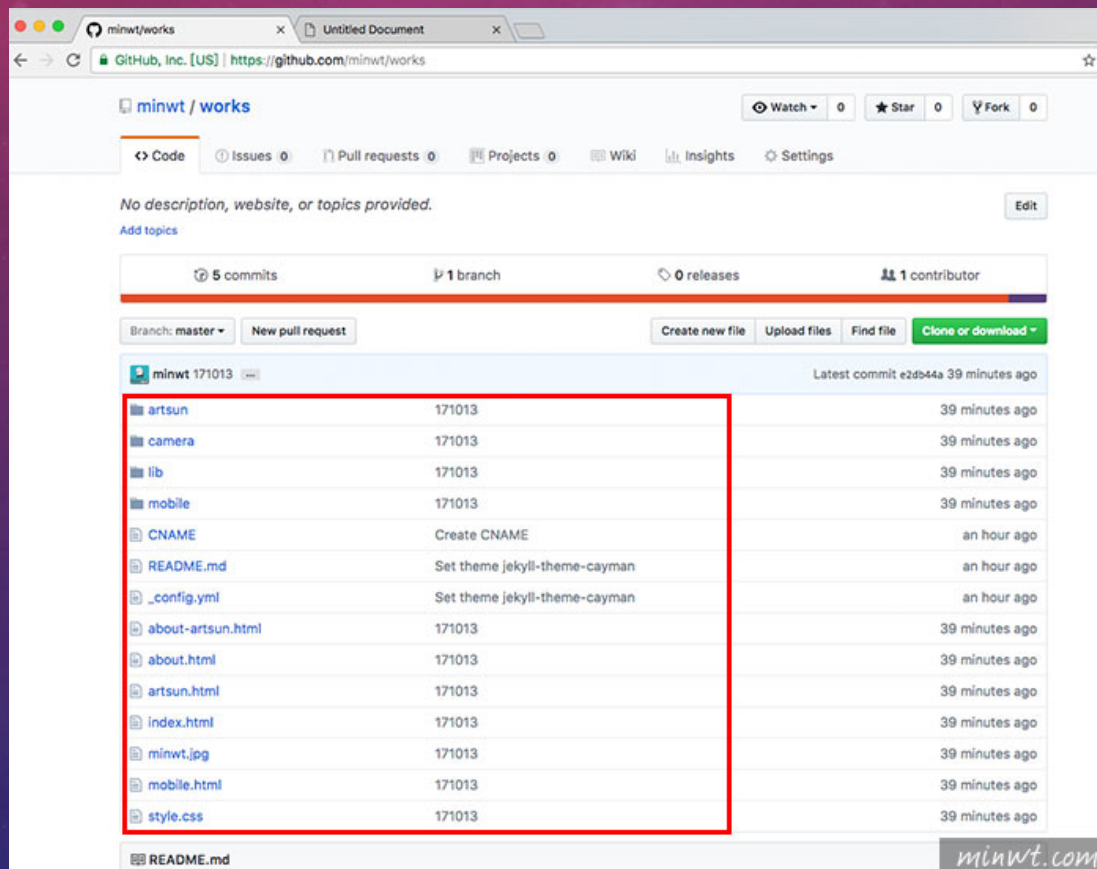 minwt/works × Untitled Document ×
GitHub, Inc. [US] | https://github.com/minwt/works
minwt / works Watch 0 Star 0 Fork 0
Code Issues 0 Pull requests 0 Projects 0 Wiki Insights Settings
No description, website, or topics provided. Edit
Add topics
5 commits 1 branch 0 releases 1 contributor
Branch: master New pull request Create new file Upload files Find file Clone or download
minwt 171013 ... Latest commit e2db44a 39 minutes ago
artsun 171013 39 minutes ago
camera 171013 39 minutes ago
lib 171013 39 minutes ago
mobile 171013 39 minutes ago
CNAME Create CNAME an hour ago
README.md Set theme jekyll-theme-cayman an hour ago
_config.yml Set theme jekyll-theme-cayman an hour ago
about-artsun.html 171013 39 minutes ago
about.html 171013 39 minutes ago
artsun.html 171013 39 minutes ago
index.html 171013 39 minutes ago
minwt.jpg 171013 39 minutes ago
mobile.html 171013 39 minutes ago
style.css 171013 39 minutes ago
README.md
minwt.com